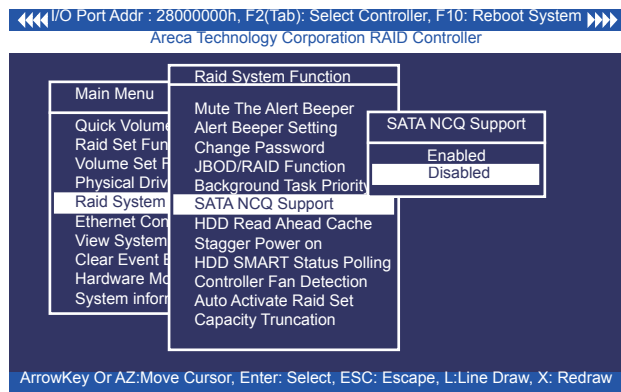 I/O Port Addr : 28000000h, F2(Tab): Select Controller, F10: Reboot System
Areca Technology Corporation RAID Controller
Main Menu
Quick Volume
Raid Set Fun
Volume Set F
Physical Driv
Raid System
Ethernet Con
View System
Clear Event B
Hardware Mo
System inforr
Raid System Function
Mute The Alert Beeper
Alert Beeper Setting
Change Password
JBOD/RAID Function
Background Task Priority
SATA NCQ Support
HDD Read Ahead Cache
Stagger Power on
HDD SMART Status Polling
Controller Fan Detection
Auto Activate Raid Set
Capacity Truncation
SATA NCQ Support
Enabled
Disabled
ArrowKey Or AZ:Move Cursor, Enter: Select, ESC: Escape, L:Line Draw, X: Redraw